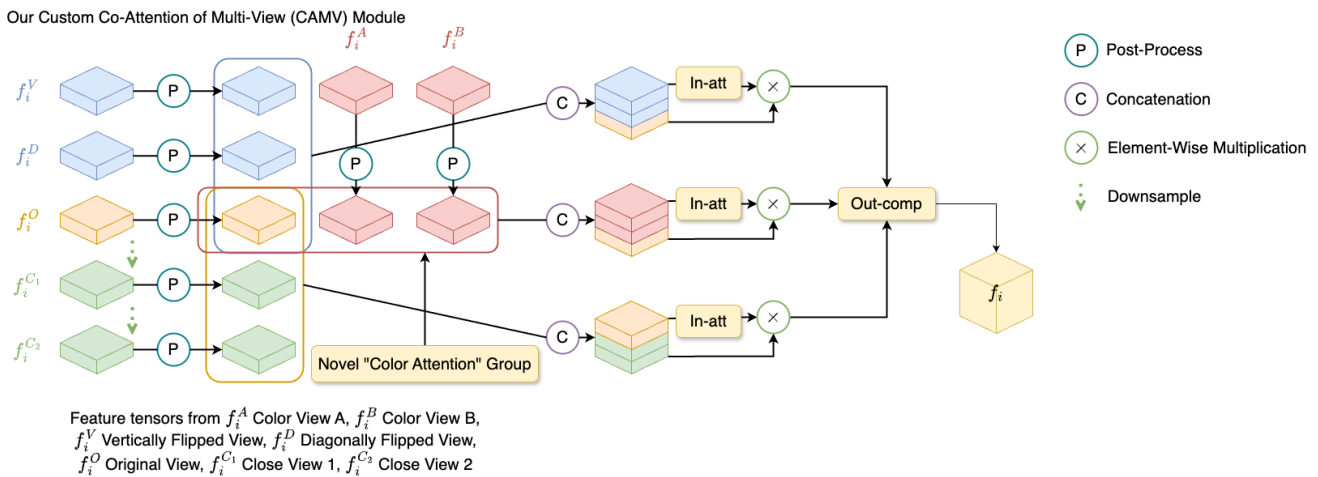 Our Custom Co-Attention of Multi-View (CAMV) Module
f_i^A f_i^B
f_i^V P C In-att × P Post-Process
C Concatenation
f_i^D P P P × Element-Wise Multiplication
f_i^O P C In-att × Out-comp Downsample
f_i^{C_1} P f_i
f_i^{C_2} P C In-att ×
Novel "Color Attention" Group
Feature tensors from f_i^A Color View A, f_i^B Color View B,
f_i^V Vertically Flipped View, f_i^D Diagonally Flipped View,
f_i^O Original View, f_i^{C_1} Close View 1, f_i^{C_2} Close View 2